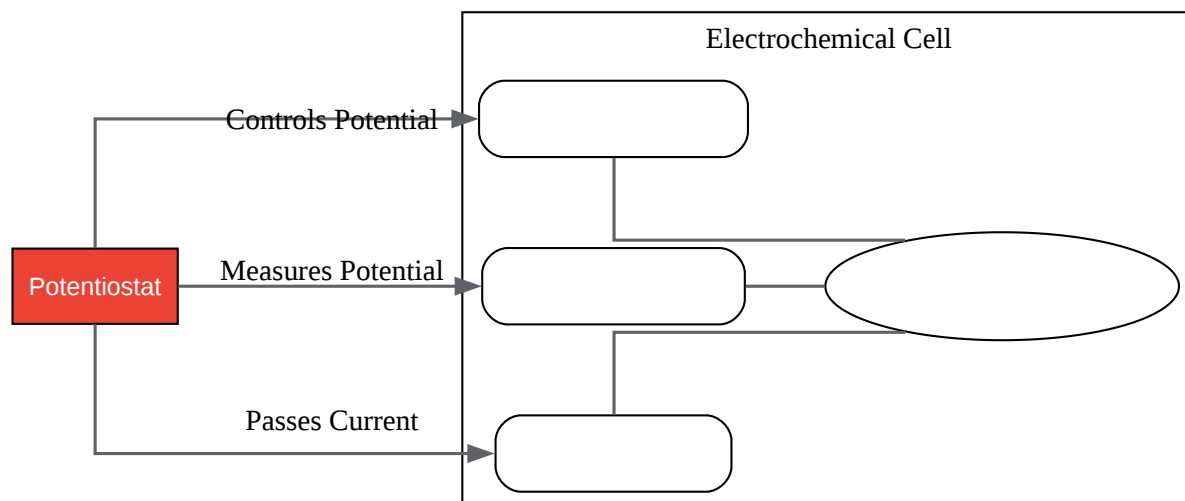 Electrochemical Cell
Controls Potential
Measures Potential
Potentiostat
Passes Current